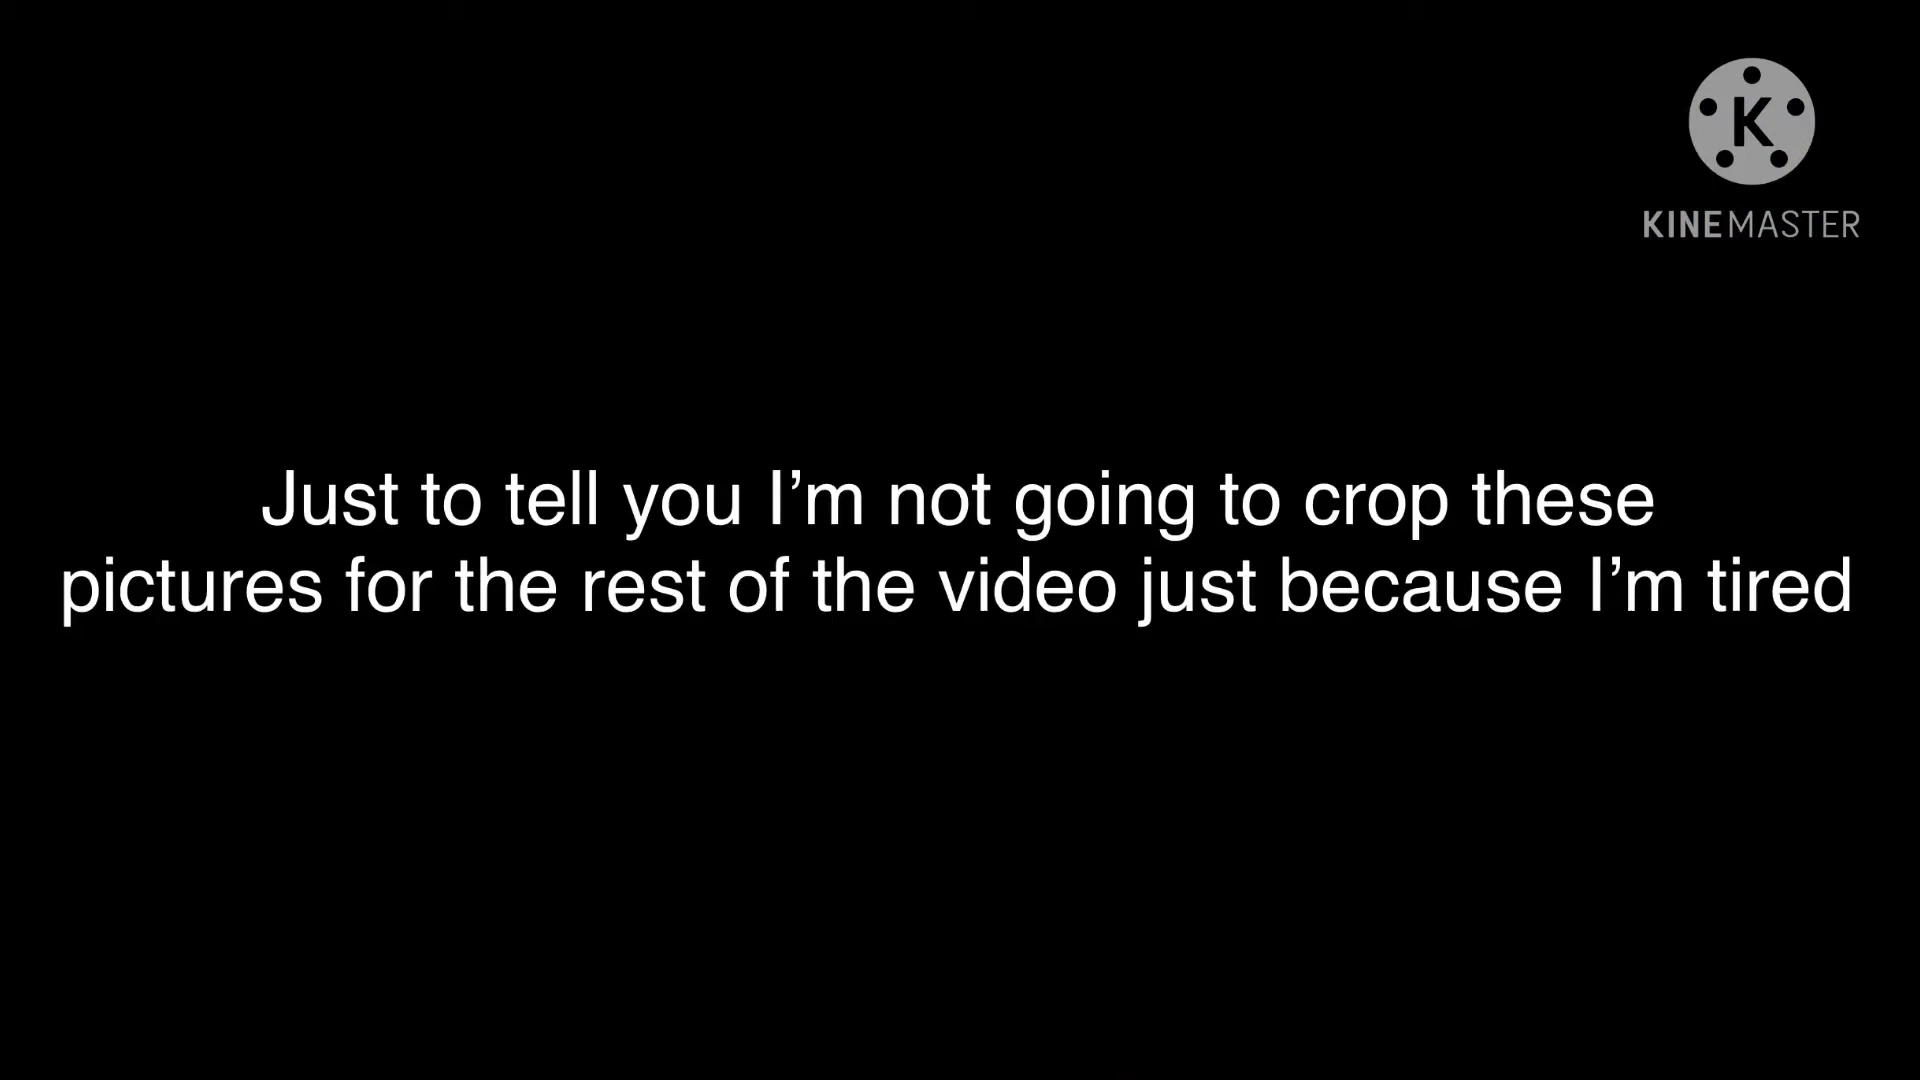 K
KINEMASTER
Just to tell you I’m not going to crop these
pictures for the rest of the video just because I’m tired